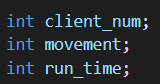 int client_num;
int movement;
int run_time;